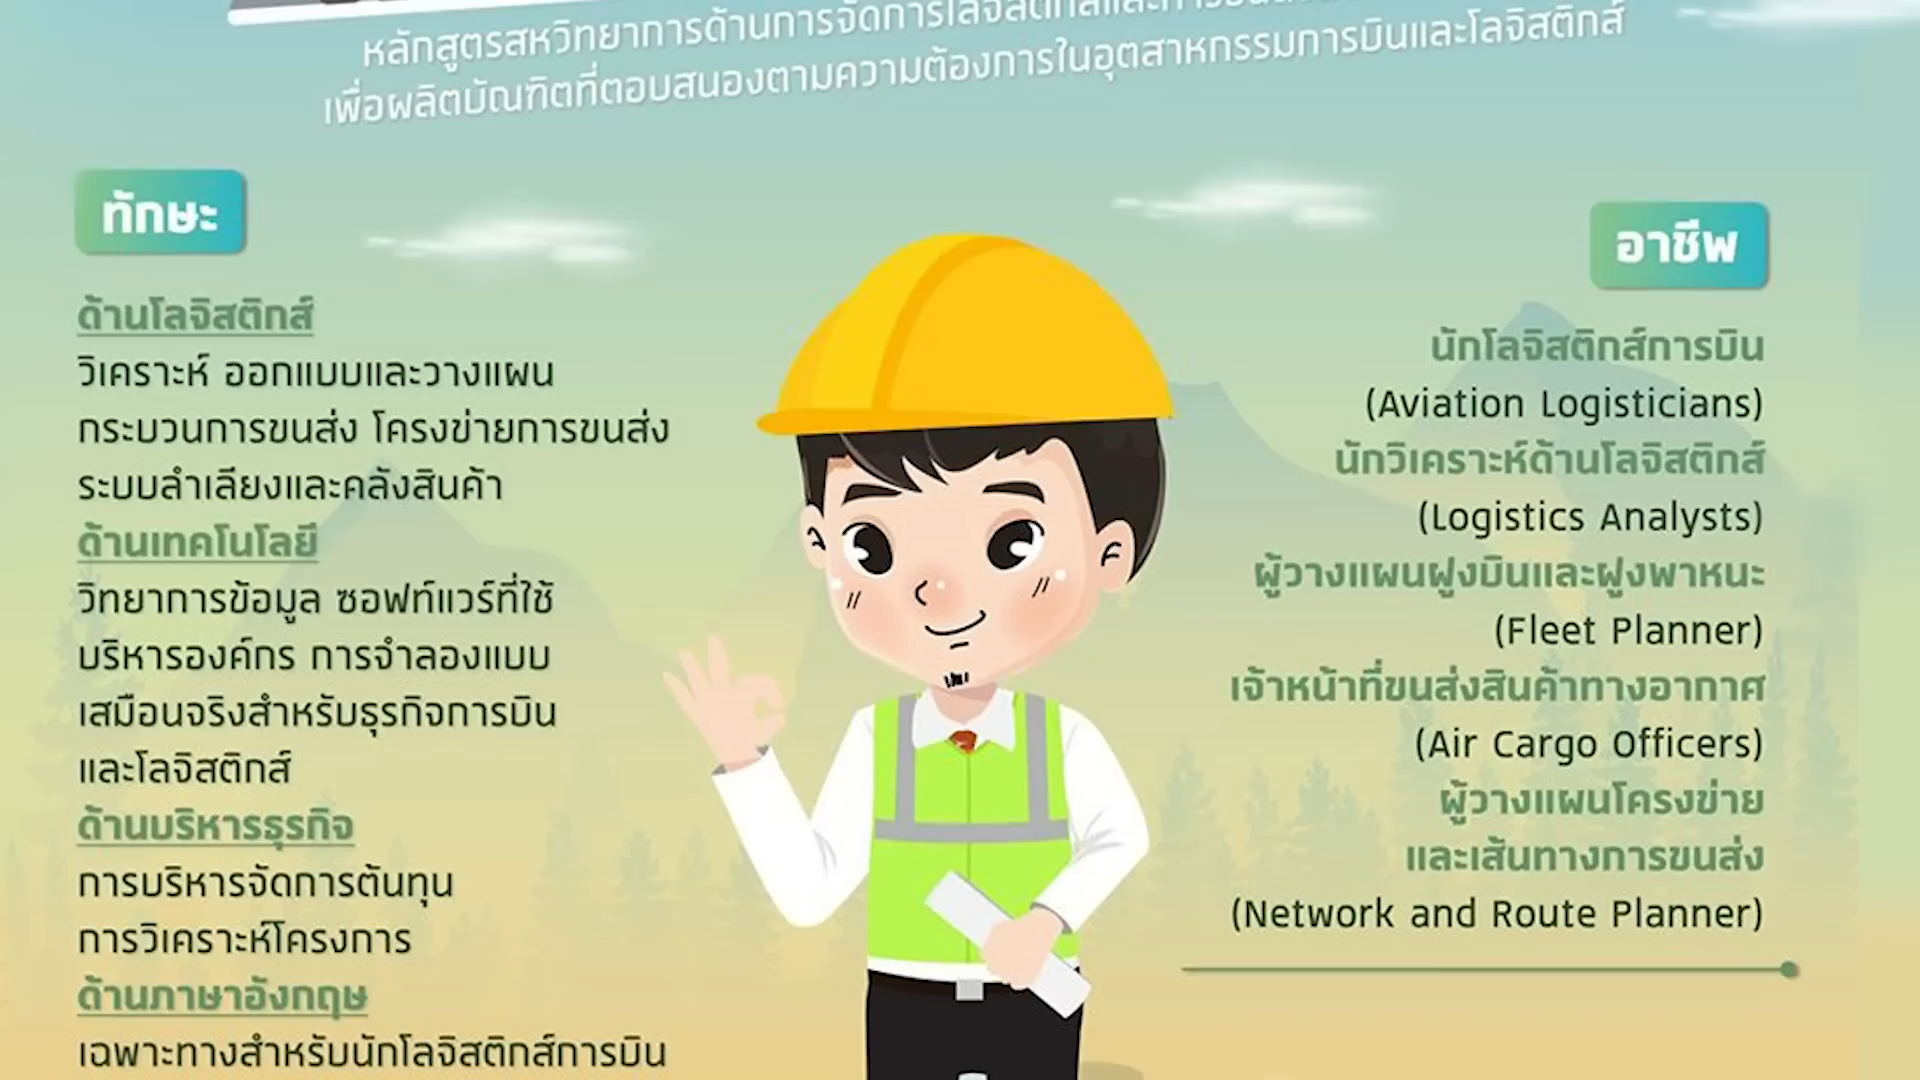 หลักสูตรสหวิทยาการด้านการจัดการโลจิสติกส์และการขนส่ง
เพื่อผลิตบัณฑิตที่ตอบสนองตามความต้องการในอุตสาหกรรมการบินและโลจิสติกส์
ทักษะ
ด้านโลจิสติกส์
วิเคราะห์ ออกแบบและวางแผน
กระบวนการขนส่ง โครงข่ายการขนส่ง
ระบบลำเลียงและคลังสินค้า
ด้านเทคโนโลยี
วิทยาการข้อมูล ซอฟท์แวร์ที่ใช้
บริหารองค์กร การจำลองแบบ
เสมือนจริงสำหรับธุรกิจการบิน
และโลจิสติกส์
ด้านบริหารธุรกิจ
การบริหารจัดการต้นทุน
การวิเคราะห์โครงการ
ด้านภาษาอังกฤษ
เฉพาะทางสำหรับนักโลจิสติกส์การบิน
อาชีพ
นักโลจิสติกส์การบิน
(Aviation Logisticians)
นักวิเคราะห์ด้านโลจิสติกส์
(Logistics Analysts)
ผู้วางแผนฝูงบินและฝูงพาหนะ
(Fleet Planner)
เจ้าหน้าที่ขนส่งสินค้าทางอากาศ
(Air Cargo Officers)
ผู้วางแผนโครงข่าย
และเส้นทางการขนส่ง
(Network and Route Planner)